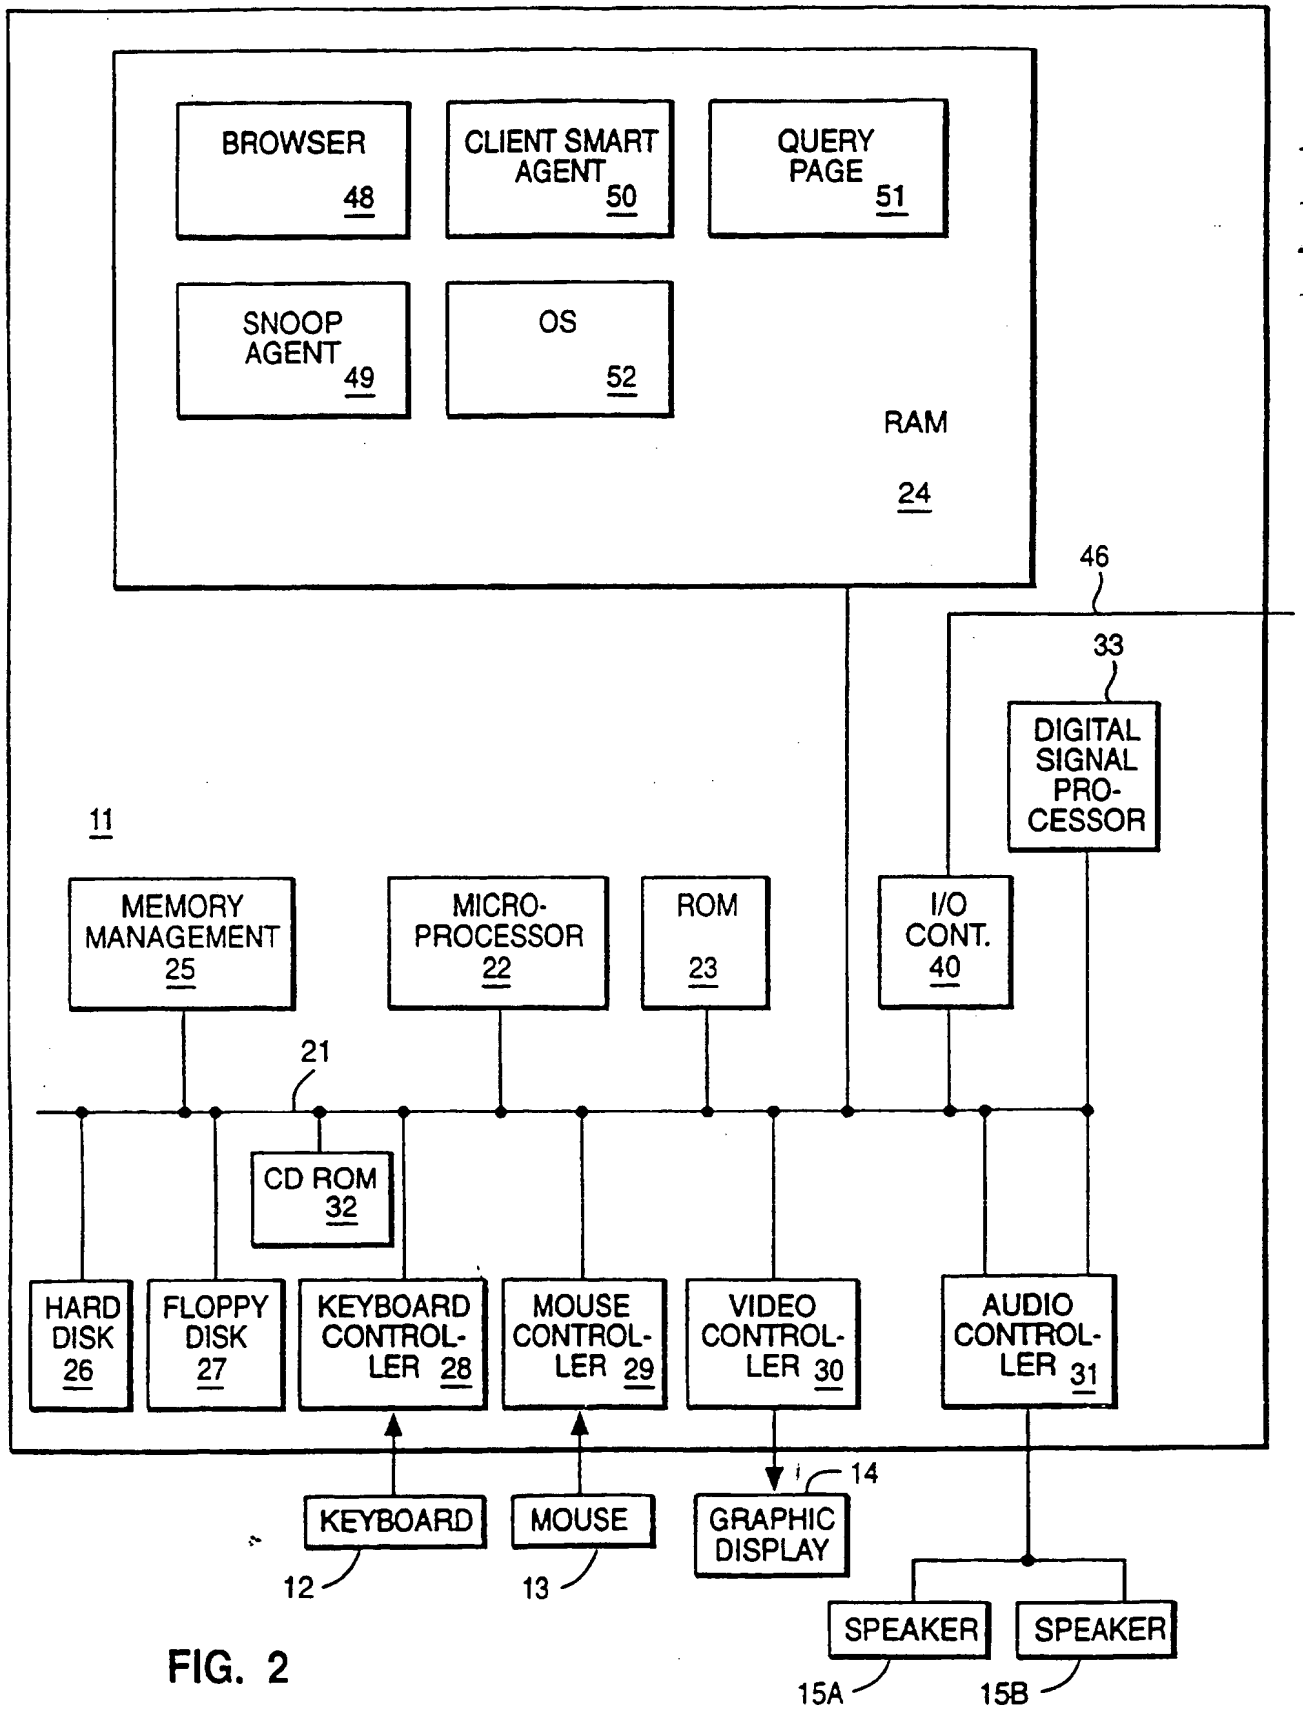 BROWSER
48
CLIENT SMART
AGENT
50
QUERY
PAGE
51
SNOOP
AGENT
49
OS
52
RAM
24
46
33
DIGITAL
SIGNAL
PRO-
CESSOR
11
MEMORY
MANAGEMENT
25
MICRO-
PROCESSOR
22
ROM
23
I/O
CONT.
40
21
CD ROM
32
HARD
DISK
26
FLOPPY
DISK
27
KEYBOARD
CONTROL-
LER 28
MOUSE
CONTROL-
LER 29
VIDEO
CONTROL-
LER 30
AUDIO
CONTROL-
LER 31
KEYBOARD
12
MOUSE
13
14
GRAPHIC
DISPLAY
SPEAKER
15A
SPEAKER
15B
FIG. 2